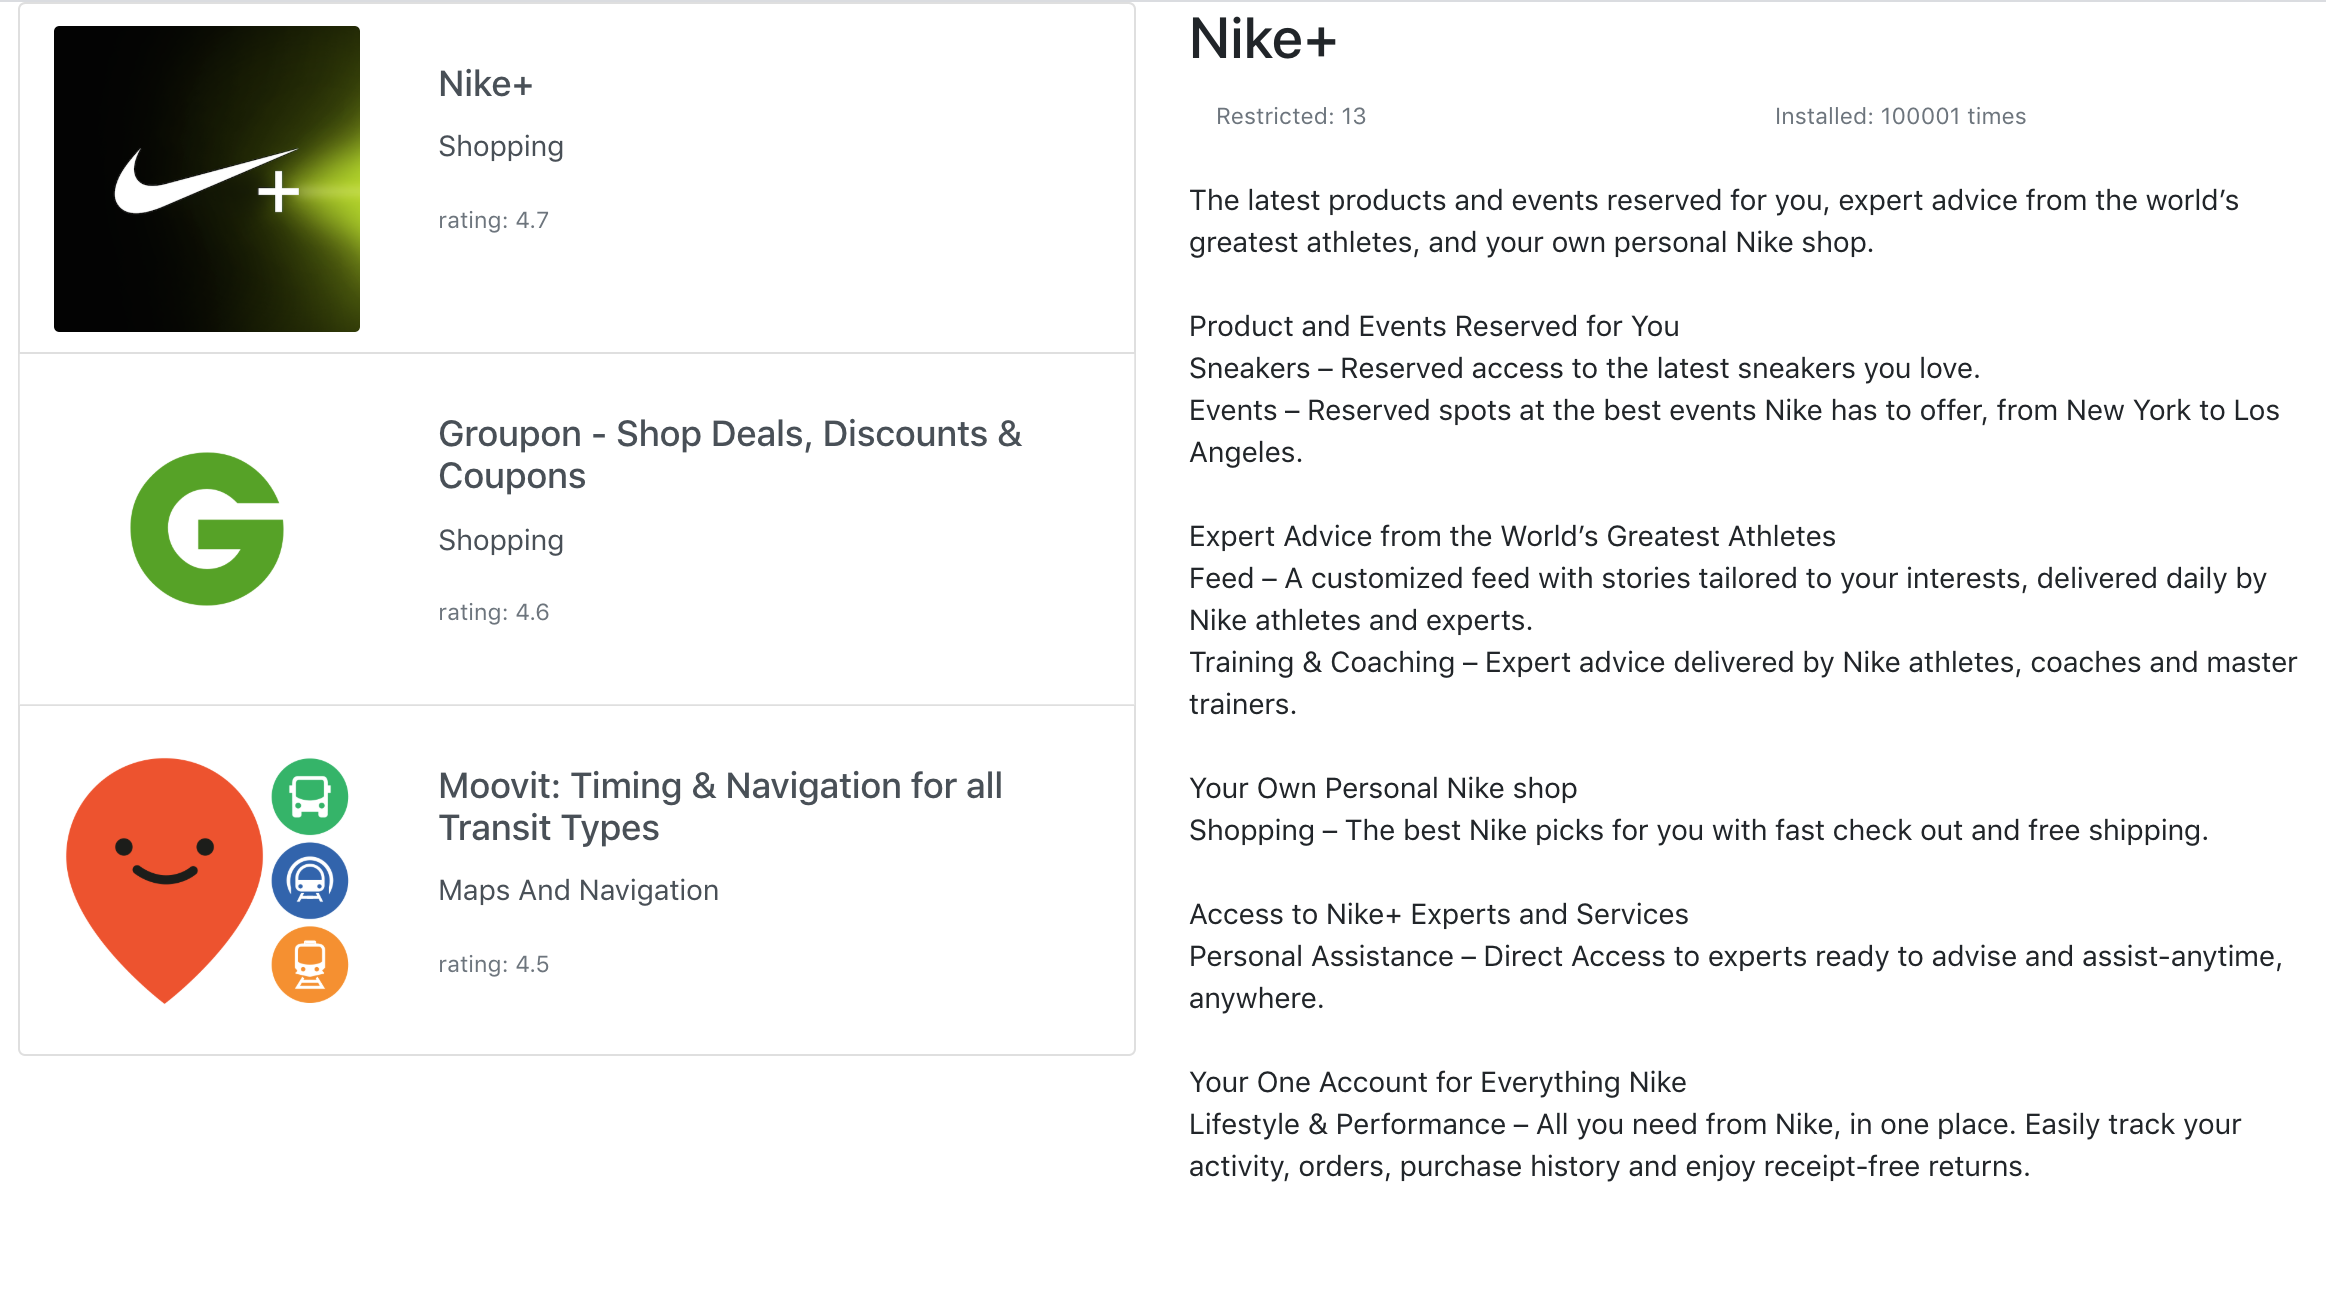 Nike+
Shopping
rating: 4.7
Groupon - Shop Deals, Discounts &
Coupons
Shopping
rating: 4.6
Moovit: Timing & Navigation for all
Transit Types
Maps And Navigation
rating: 4.5
Nike+
Restricted: 13
Installed: 100001 times
The latest products and events reserved for you, expert advice from the world’s
greatest athletes, and your own personal Nike shop.
Product and Events Reserved for You
Sneakers – Reserved access to the latest sneakers you love.
Events – Reserved spots at the best events Nike has to offer, from New York to Los
Angeles.
Expert Advice from the World’s Greatest Athletes
Feed – A customized feed with stories tailored to your interests, delivered daily by
Nike athletes and experts.
Training & Coaching – Expert advice delivered by Nike athletes, coaches and master
trainers.
Your Own Personal Nike shop
Shopping – The best Nike picks for you with fast check out and free shipping.
Access to Nike+ Experts and Services
Personal Assistance – Direct Access to experts ready to advise and assist-anytime,
anywhere.
Your One Account for Everything Nike
Lifestyle & Performance – All you need from Nike, in one place. Easily track your
activity, orders, purchase history and enjoy receipt-free returns.